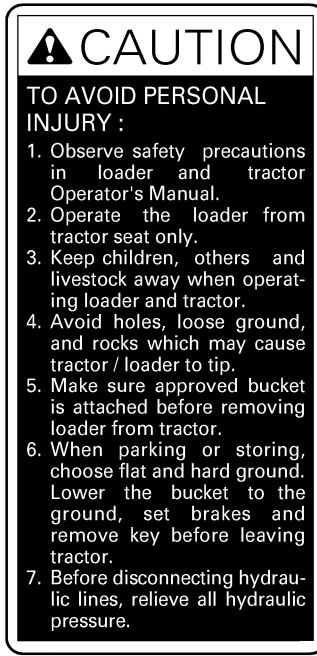 CAUTION
TO AVOID PERSONAL
INJURY :
1. Observe safety precautions
in loader and tractor
Operator's Manual.
2. Operate the loader from
tractor seat only.
3. Keep children, others and
livestock away when operat-
ing loader and tractor.
4. Avoid holes, loose ground,
and rocks which may cause
tractor / loader to tip.
5. Make sure approved bucket
is attached before removing
loader from tractor.
6. When parking or storing,
choose flat and hard ground.
Lower the bucket to the
ground, set brakes and
remove key before leaving
tractor.
7. Before disconnecting hydrau-
lic lines, relieve all hydraulic
pressure.